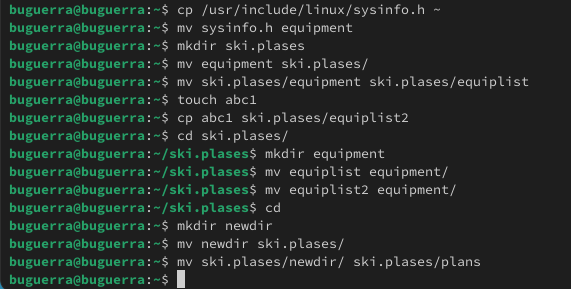 buguerra@buguerra:~$ cp /usr/include/linux/sysinfo.h ~
buguerra@buguerra:~$ mv sysinfo.h equipment
buguerra@buguerra:~$ mkdir ski.plases
buguerra@buguerra:~$ mv equipment ski.plases/
buguerra@buguerra:~$ mv ski.plases/equipment ski.plases/equiplist
buguerra@buguerra:~$ touch abc1
buguerra@buguerra:~$ cp abc1 ski.plases/equiplist2
buguerra@buguerra:~$ cd ski.plases/
buguerra@buguerra:~/ski.plases$ mkdir equipment
buguerra@buguerra:~/ski.plases$ mv equiplist equipment/
buguerra@buguerra:~/ski.plases$ mv equiplist2 equipment/
buguerra@buguerra:~/ski.plases$ cd
buguerra@buguerra:~$ mkdir newdir
buguerra@buguerra:~$ mv newdir ski.plases/
buguerra@buguerra:~$ mv ski.plases/newdir/ ski.plases/plans
buguerra@buguerra:~$